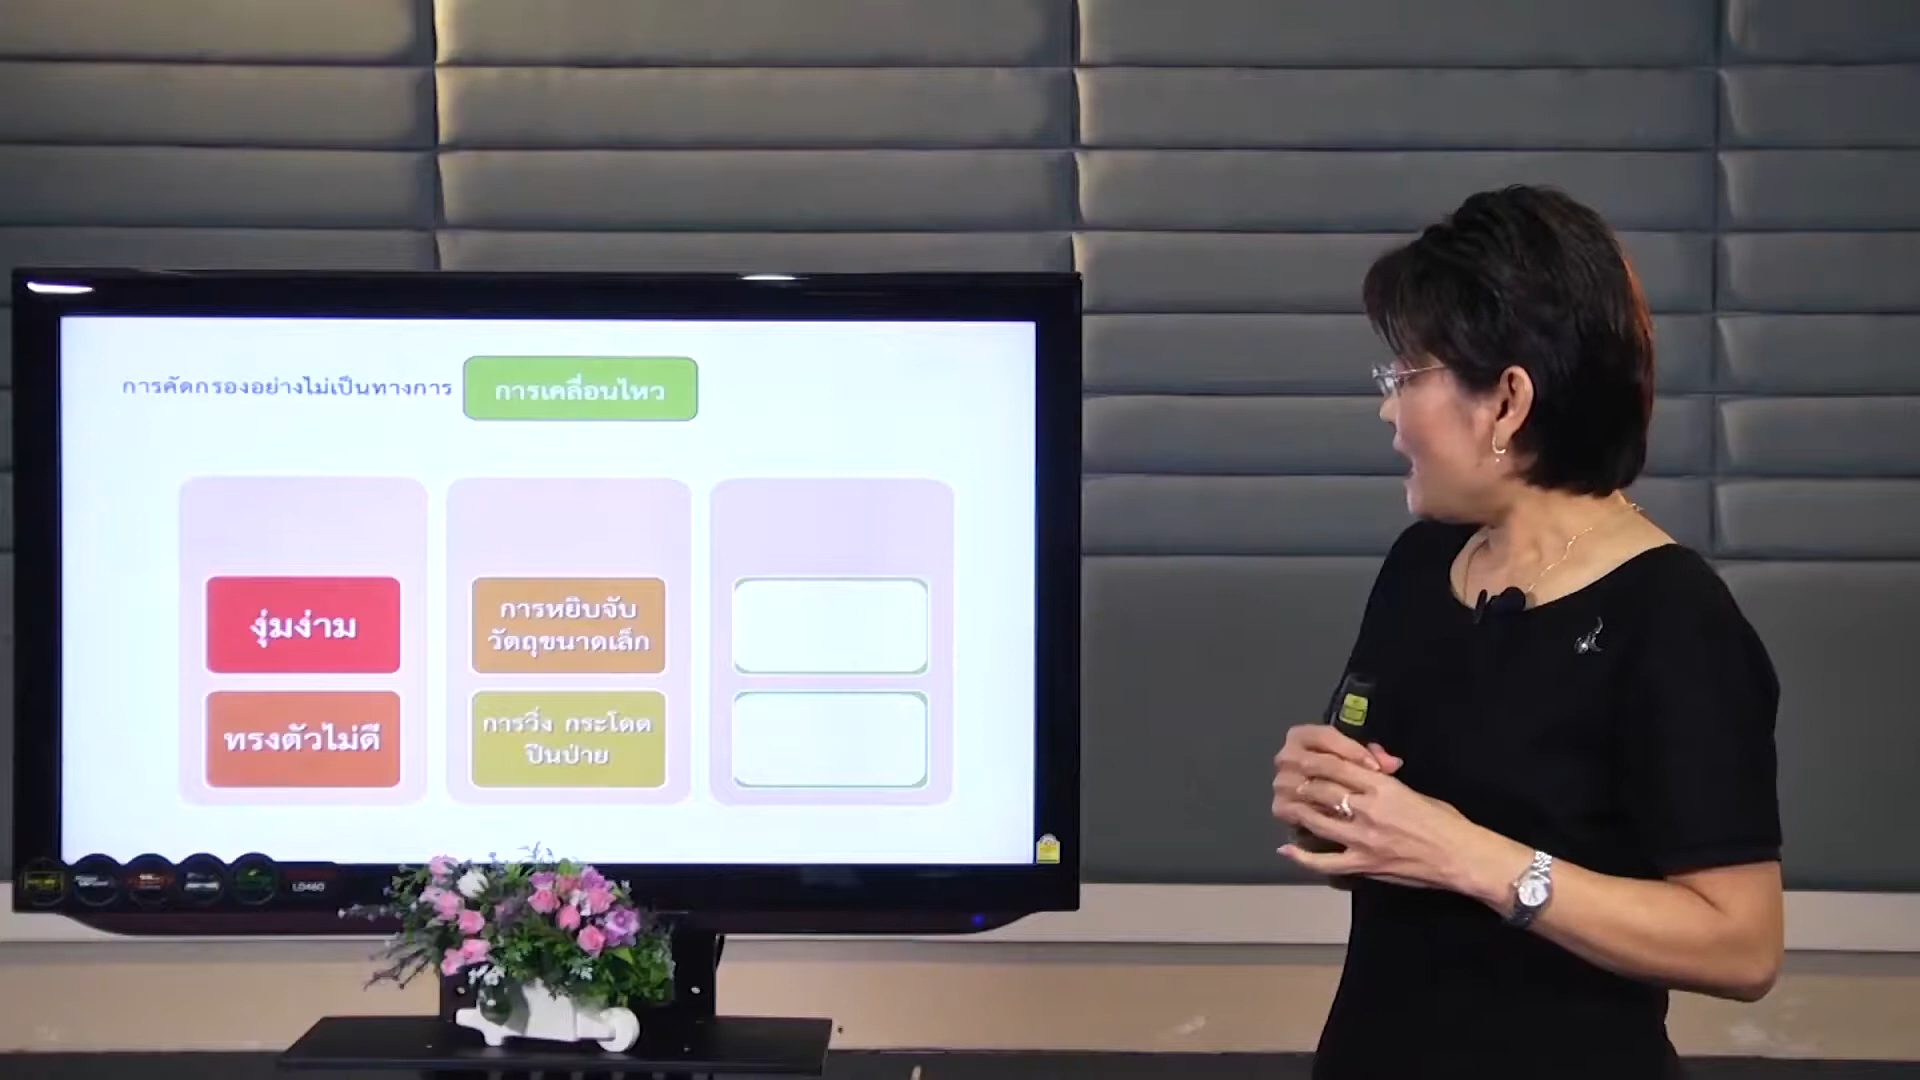 การคัดกรองอย่างไม่เป็นทางการ
การเคลื่อนไหว
งุ่มง่าม
ทรงตัวไม่ดี
การหยิบจับ
วัตถุขนาดเล็ก
การวิ่ง กระโดด
ปีนป่าย